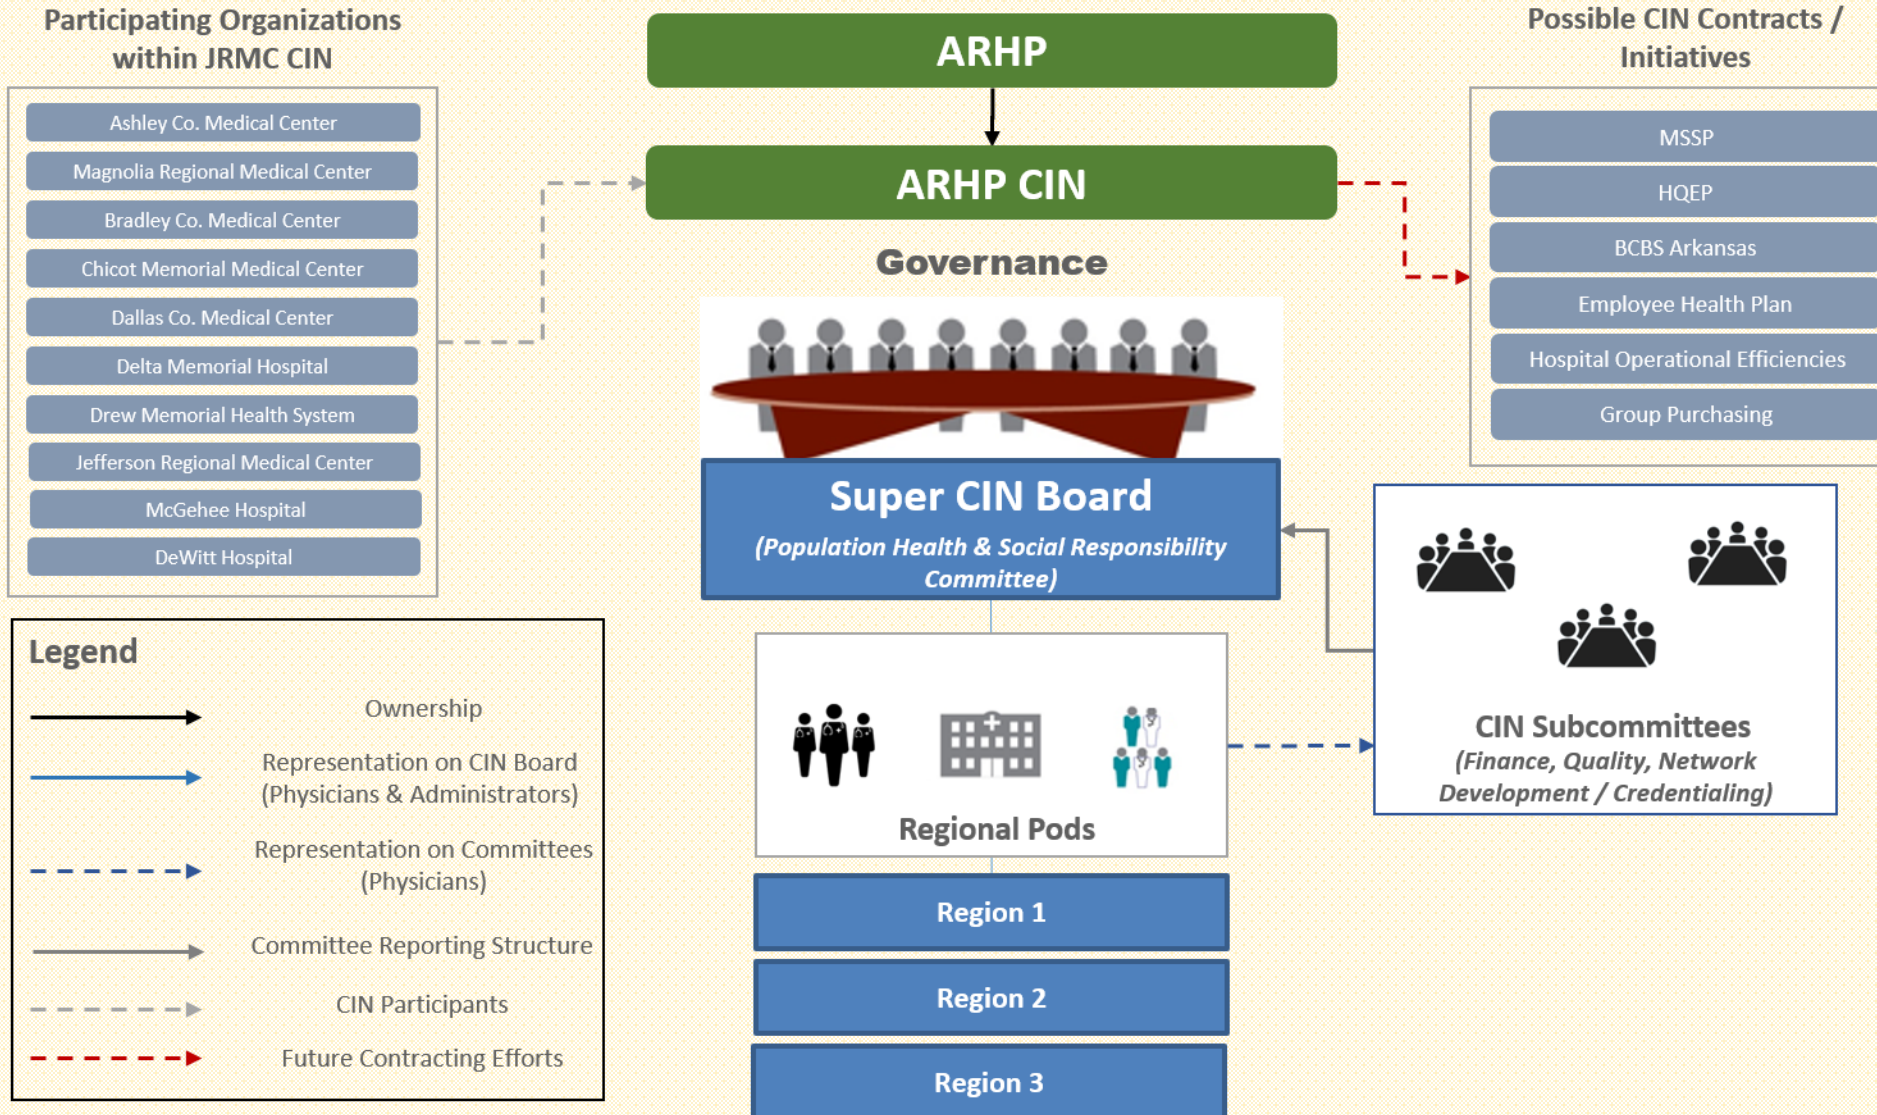 Participating Organizations
within JRMC CIN
Ashley Co. Medical Center
Magnolia Regional Medical Center
Bradley Co. Medical Center
Chicot Memorial Medical Center
Dallas Co. Medical Center
Delta Memorial Hospital
Drew Memorial Health System
Jefferson Regional Medical Center
McGehee Hospital
DeWitt Hospital
ARHP
ARHP CIN
Governance
Super CIN Board
(Population Health & Social Responsibility
Committee)
Regional Pods
Region 1
Region 2
Region 3
Possible CIN Contracts /
Initiatives
MSSP
HQEP
BCBS Arkansas
Employee Health Plan
Hospital Operational Efficiencies
Group Purchasing
CIN Subcommittees
(Finance, Quality, Network
Development / Credentialing)
Legend
Ownership
Representation on CIN Board
(Physicians & Administrators)
Representation on Committees
(Physicians)
Committee Reporting Structure
CIN Participants
Future Contracting Efforts